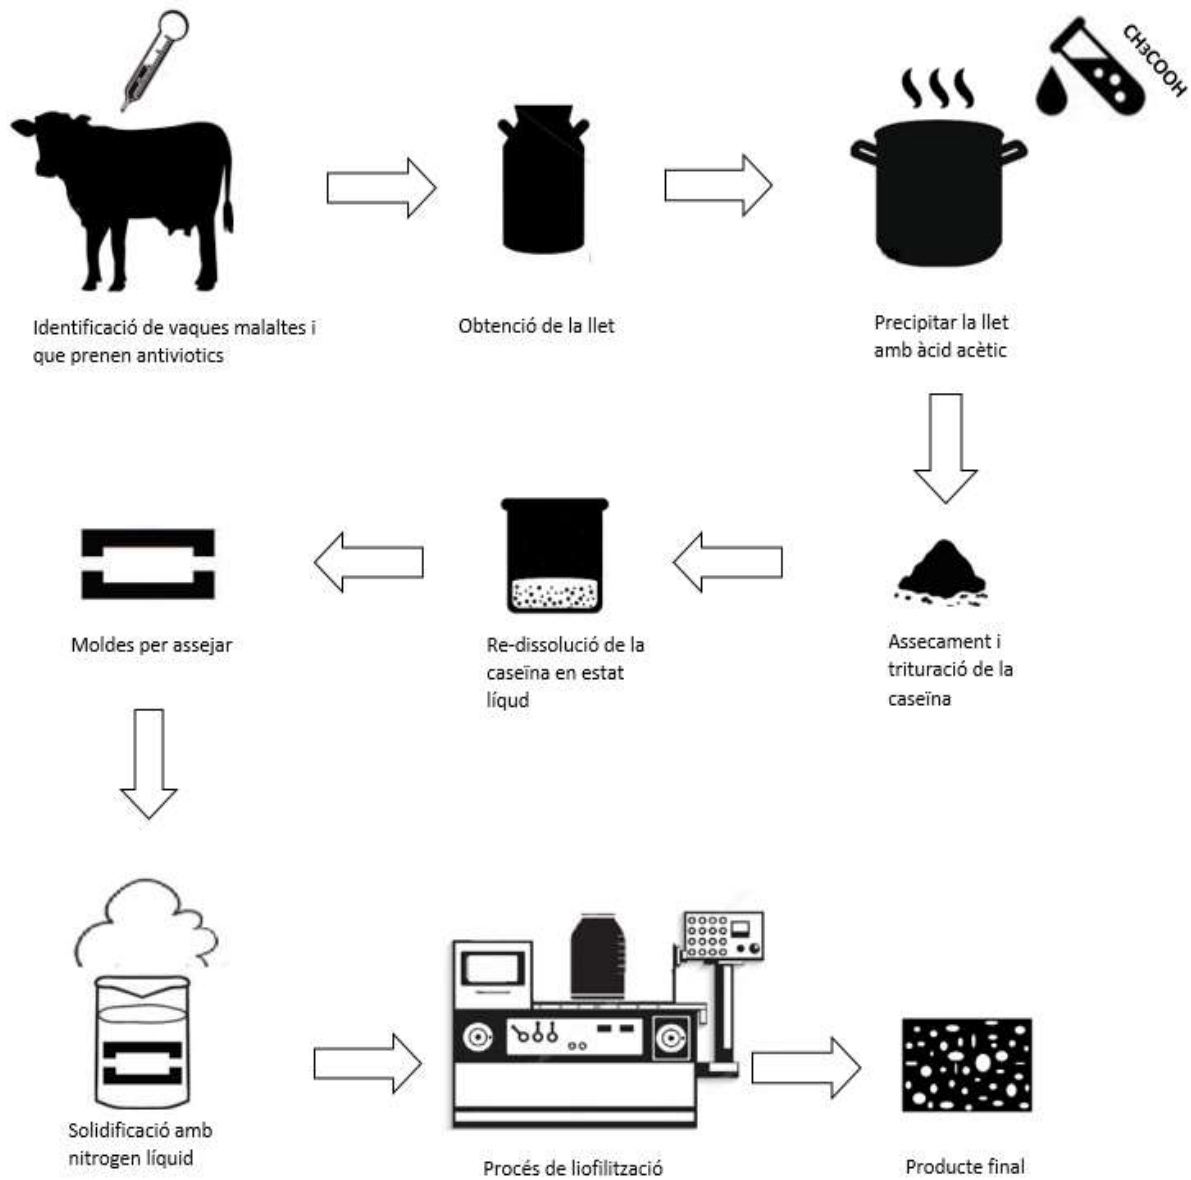 CH3COOH
Identificació de vaques malaltes i
que prenen antiviotics
Obtenció de la llet
Precipitar la llet
amb àcid acètic
Moldes per assejar
Re-dissolució de la
caseïna en estat
líqud
Assecament i
trituració de la
caseïna
Solidificació amb
nitrogen líquid
Procés de liofilització
Producte final